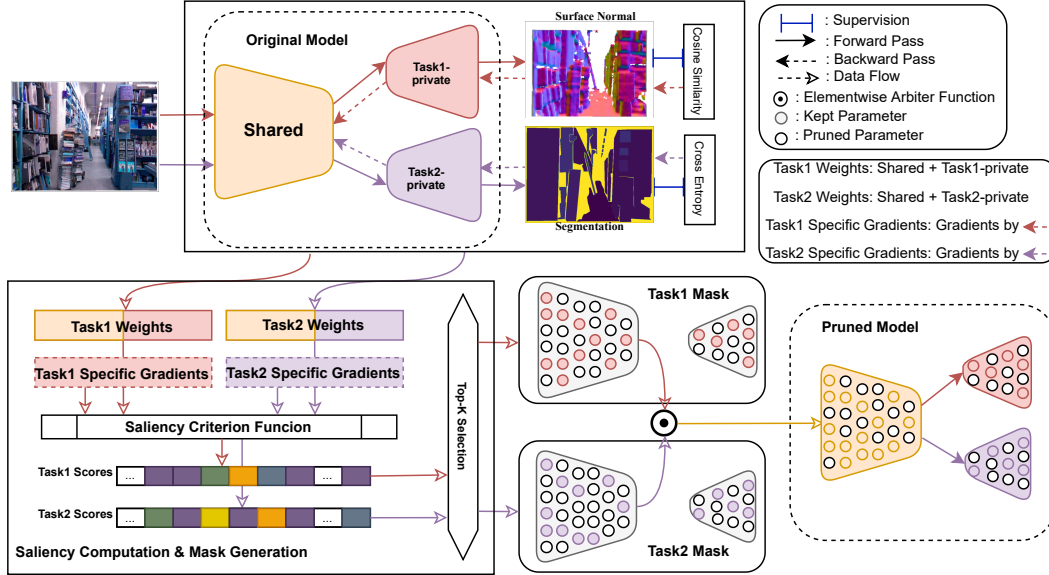 Original Model
Shared
Task1-
private
Task2-
private
Surface Normal
Segmentation
Cosine Similarity
Cross Entropy
: Supervision
: Forward Pass
: Backward Pass
: Data Flow
: Elementwise Arbiter Function
: Kept Parameter
: Pruned Parameter
Task1 Weights: Shared + Task1-private
Task2 Weights: Shared + Task2-private
Task1 Specific Gradients: Gradients by
Task2 Specific Gradients: Gradients by
Task1 Weights
Task2 Weights
Task1 Specific Gradients
Task2 Specific Gradients
Saliency Criterion Funcion
Task1 Scores
...
...
Task2 Scores
...
...
Saliency Computation & Mask Generation
Top-K Selection
Task1 Mask
Task2 Mask
Pruned Model